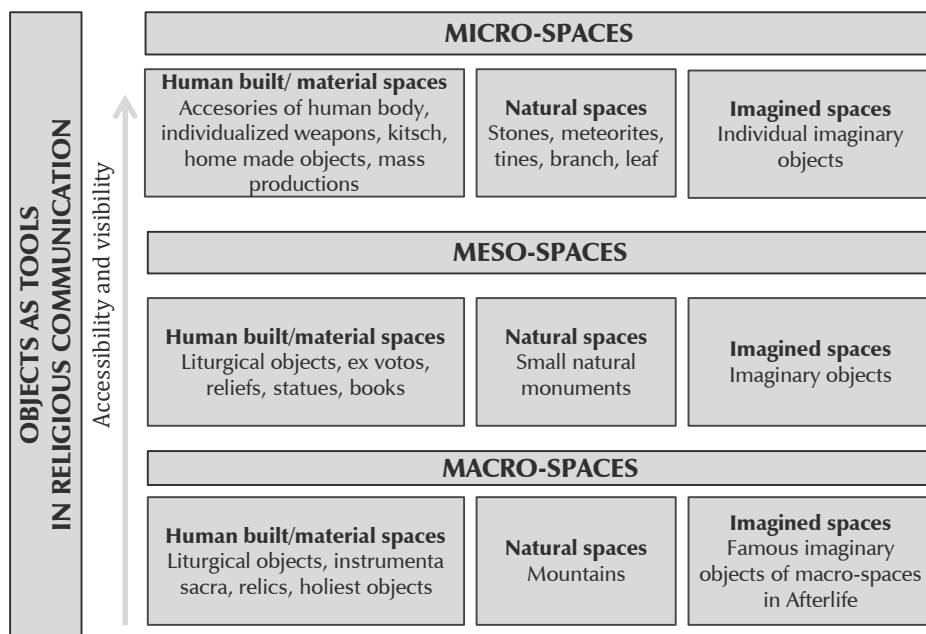 OBJECTS AS TOOLS
IN RELIGIOUS COMMUNICATION
Accessibility and visibility
MICRO-SPACES
Human built/ material spaces
Accesories of human body,
individualized weapons, kitsch,
home made objects, mass
productions
Natural spaces
Stones, meteorites,
tines, branch, leaf
Imagined spaces
Individual imaginary
objects
MESO-SPACES
Human built/material spaces
Liturgical objects, ex votos,
reliefs, statues, books
Natural spaces
Small natural
monuments
Imagined spaces
Imaginary objects
MACRO-SPACES
Human built/material spaces
Liturgical objects, instrumenta
sacra, relics, holiest objects
Natural spaces
Mountains
Imagined spaces
Famous imaginary
objects of macro-spaces
in Afterlife